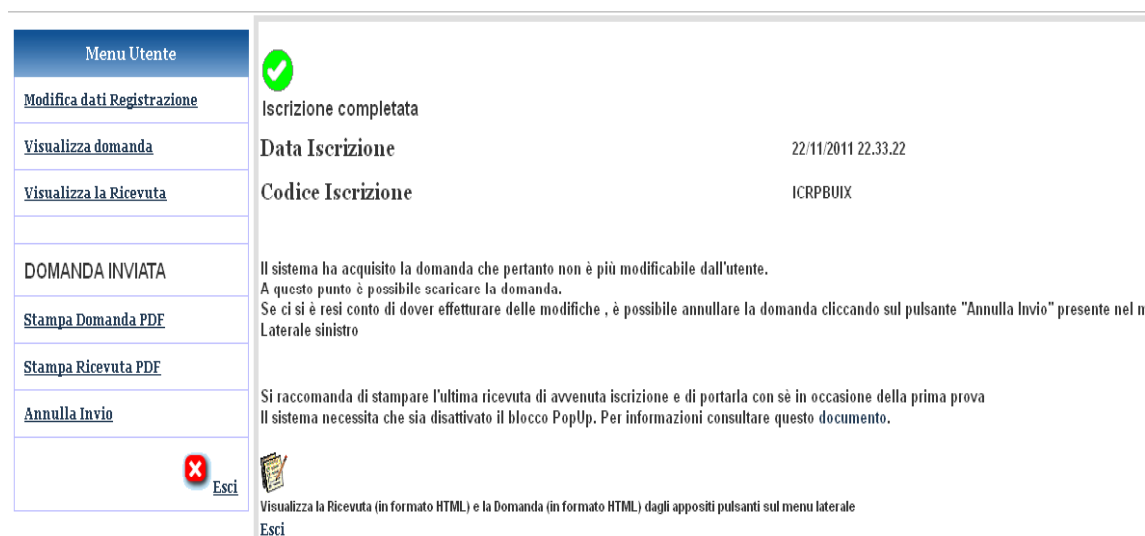 Menu Utente
Modifica dati Registrazione
Visualizza domanda
Visualizza la Ricevuta
DOMANDA INVIATA
Stampa Domanda PDF
Stampa Ricevuta PDF
Annulla Invio
Esci
Iscrizione completata
Data Iscrizione 22/11/2011 22.33.22
Codice Iscrizione ICRPBUIX
Il sistema ha acquisito la domanda che pertanto non è più modificabile dall'utente.
A questo punto è possibile scaricare la domanda.
Se ci si è resi conto di dover effetturare delle modifiche , è possibile annullare la domanda cliccando sul pulsante "Annulla Invio" presente nel
Laterale sinistro
Si raccomanda di stampare l'ultima ricevuta di avvenuta iscrizione e di portarla con sè in occasione della prima prova
Il sistema necessita che sia disattivato il blocco PopUp. Per informazioni consultare questo documento.
Visualizza la Ricevuta (in formato HTML) e la Domanda (in formato HTML) dagli appositi pulsanti sul menu laterale
Esci